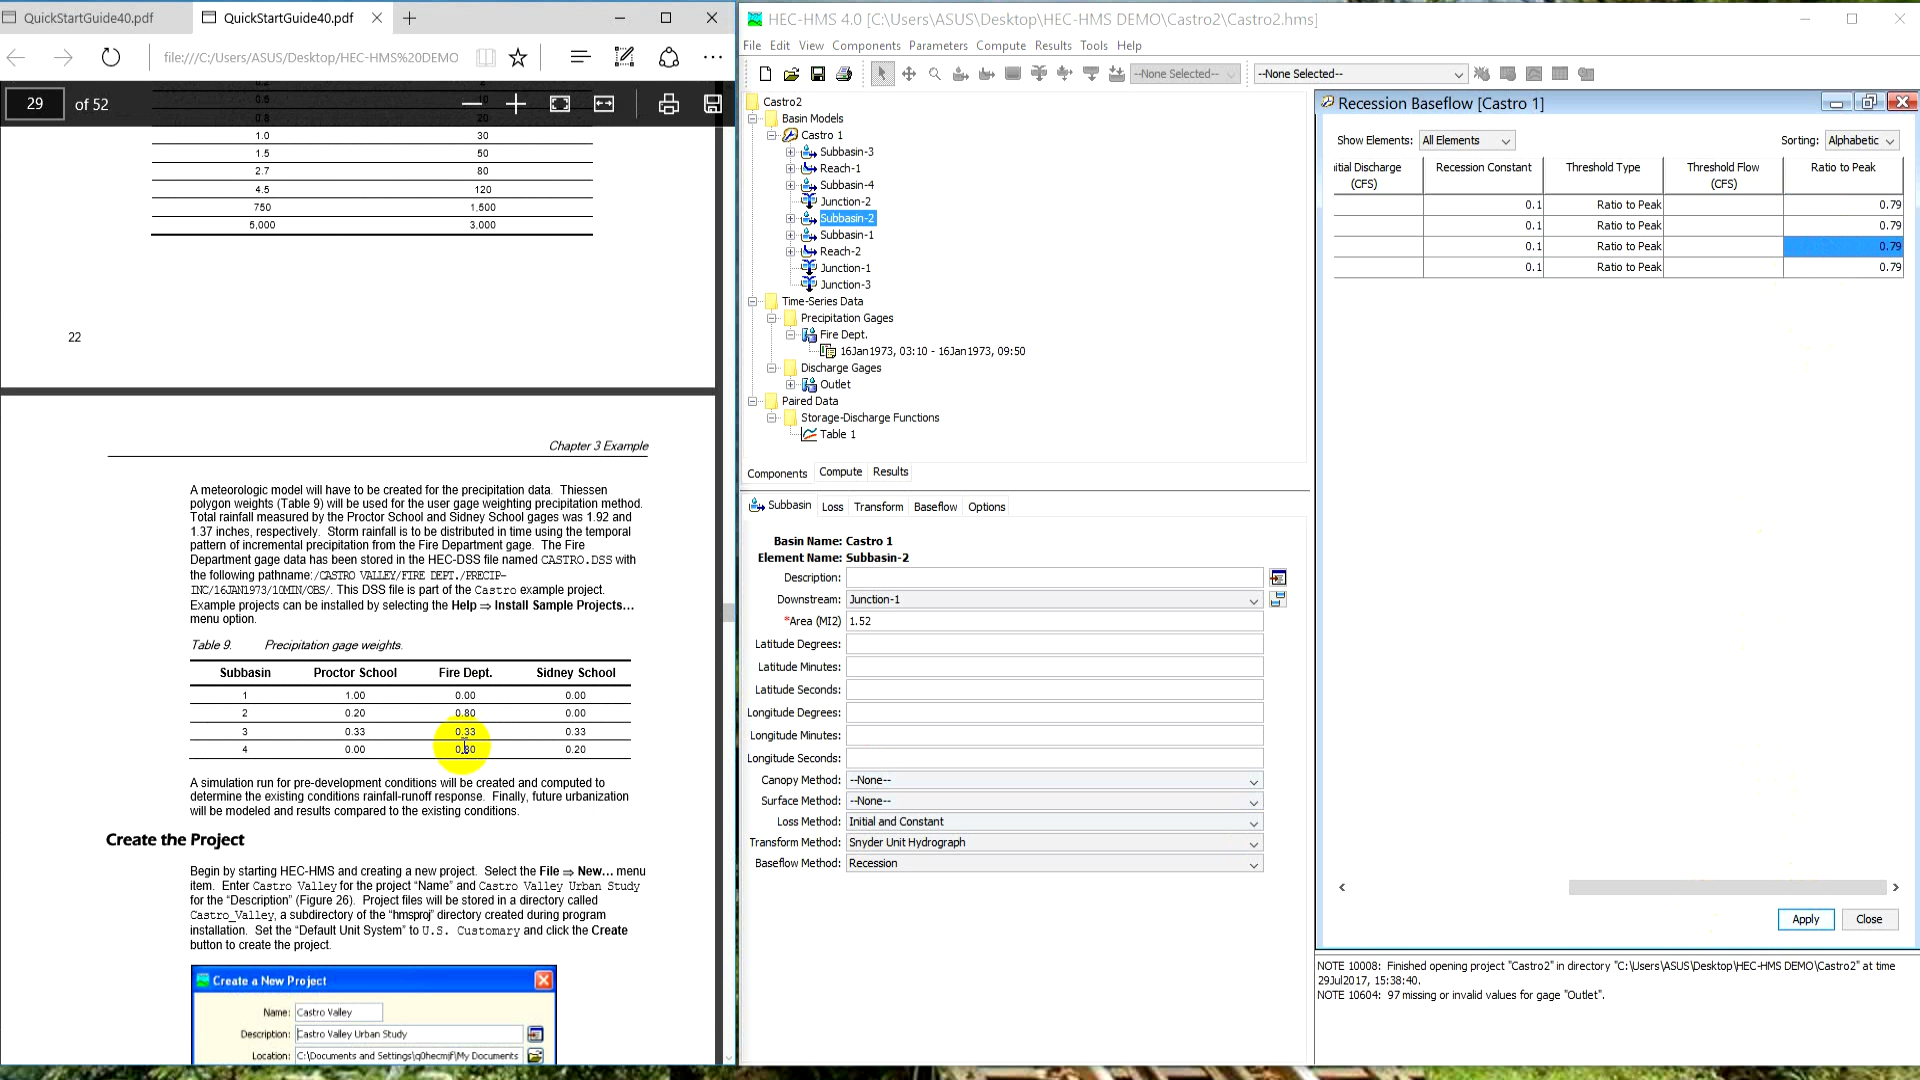 QuickStartGuide40.pdf
QuickStartGuide40.pdf
file:///C:/Users/ASUS/Desktop/HEC-HMS%20DEMO
29 of 52
0.5 10
0.8 20
1.0 30
1.5 50
2.7 80
4.5 120
750 1,500
5,000 3,000
22
Chapter 3 Example
A meteorologic model will have to be created for the precipitation data. Thiessen
polygon weights (Table 9) will be used for the user gage weighting precipitation method.
Total rainfall measured by the Proctor School and Sidney School gages was 1.92 and
1.37 inches, respectively. Storm rainfall is to be distributed in time using the temporal
pattern of incremental precipitation from the Fire Department gage. The Fire
Department gage data has been stored in the HEC-DSS file named CASTRO.DSS with
the following pathname: /CASTRO VALLEY/FIRE DEPT./PRECIP-
INC/16JAN1973/10MIN/OBS/. This DSS file is part of the Castro example project.
Example projects can be installed by selecting the Help ⇒ Install Sample Projects...
menu option.
Table 9. Precipitation gage weights.
Subbasin Proctor School Fire Dept. Sidney School
1 1.00 0.00 0.00
2 0.20 0.80 0.00
3 0.33 0.33 0.33
4 0.00 0.80 0.20
A simulation run for pre-development conditions will be created and computed to
determine the existing conditions rainfall-runoff response. Finally, future urbanization
will be modeled and results compared to the existing conditions.
Create the Project
Begin by starting HEC-HMS and creating a new project. Select the File ⇒ New... menu
item. Enter Castro Valley for the project "Name" and Castro Valley Urban Study
for the "Description" (Figure 26). Project files will be stored in a directory called
Castro_Valley, a subdirectory of the "hmsproj" directory created during program
installation. Set the "Default Unit System" to U.S. Customary and click the Create
button to create the project.
Create a New Project
Name: Castro Valley
Description: Castro Valley Urban Study
Location: C:\Documents and Settings\q0hecmjf\My Documents
HEC-HMS 4.0 [C:\Users\ASUS\Desktop\HEC-HMS DEMO\Castro2\Castro2.hms]
File Edit View Components Parameters Compute Results Tools Help
--None Selected-- --None Selected--
Castro2
Basin Models
Castro 1
Subbasin-3
Reach-1
Subbasin-4
Junction-2
Subbasin-2
Subbasin-1
Reach-2
Junction-1
Junction-3
Time-Series Data
Precipitation Gages
Fire Dept.
16Jan1973, 03:10 - 16Jan1973, 09:50
Discharge Gages
Outlet
Paired Data
Storage-Discharge Functions
Table 1
Components Compute Results
Subbasin Loss Transform Baseflow Options
Basin Name: Castro 1
Element Name: Subbasin-2
Description:
Downstream: Junction-1
*Area (MI2) 1.52
Latitude Degrees:
Latitude Minutes:
Latitude Seconds:
Longitude Degrees:
Longitude Minutes:
Longitude Seconds:
Canopy Method: --None--
Surface Method: --None--
Loss Method: Initial and Constant
Transform Method: Snyder Unit Hydrograph
Baseflow Method: Recession
Recession Baseflow [Castro 1]
Show Elements: All Elements Sorting: Alphabetic
itial Discharge Recession Constant Threshold Type Threshold Flow Ratio to Peak
(CFS) (CFS)
0.1 Ratio to Peak 0.79
0.1 Ratio to Peak 0.79
0.1 Ratio to Peak 0.79
0.1 Ratio to Peak 0.79
Apply Close
NOTE 10008: Finished opening project "Castro2" in directory "C:\Users\ASUS\Desktop\HEC-HMS DEMO\Castro2" at time
29Jul2017, 15:38:40.
NOTE 10604: 97 missing or invalid values for gage "Outlet".